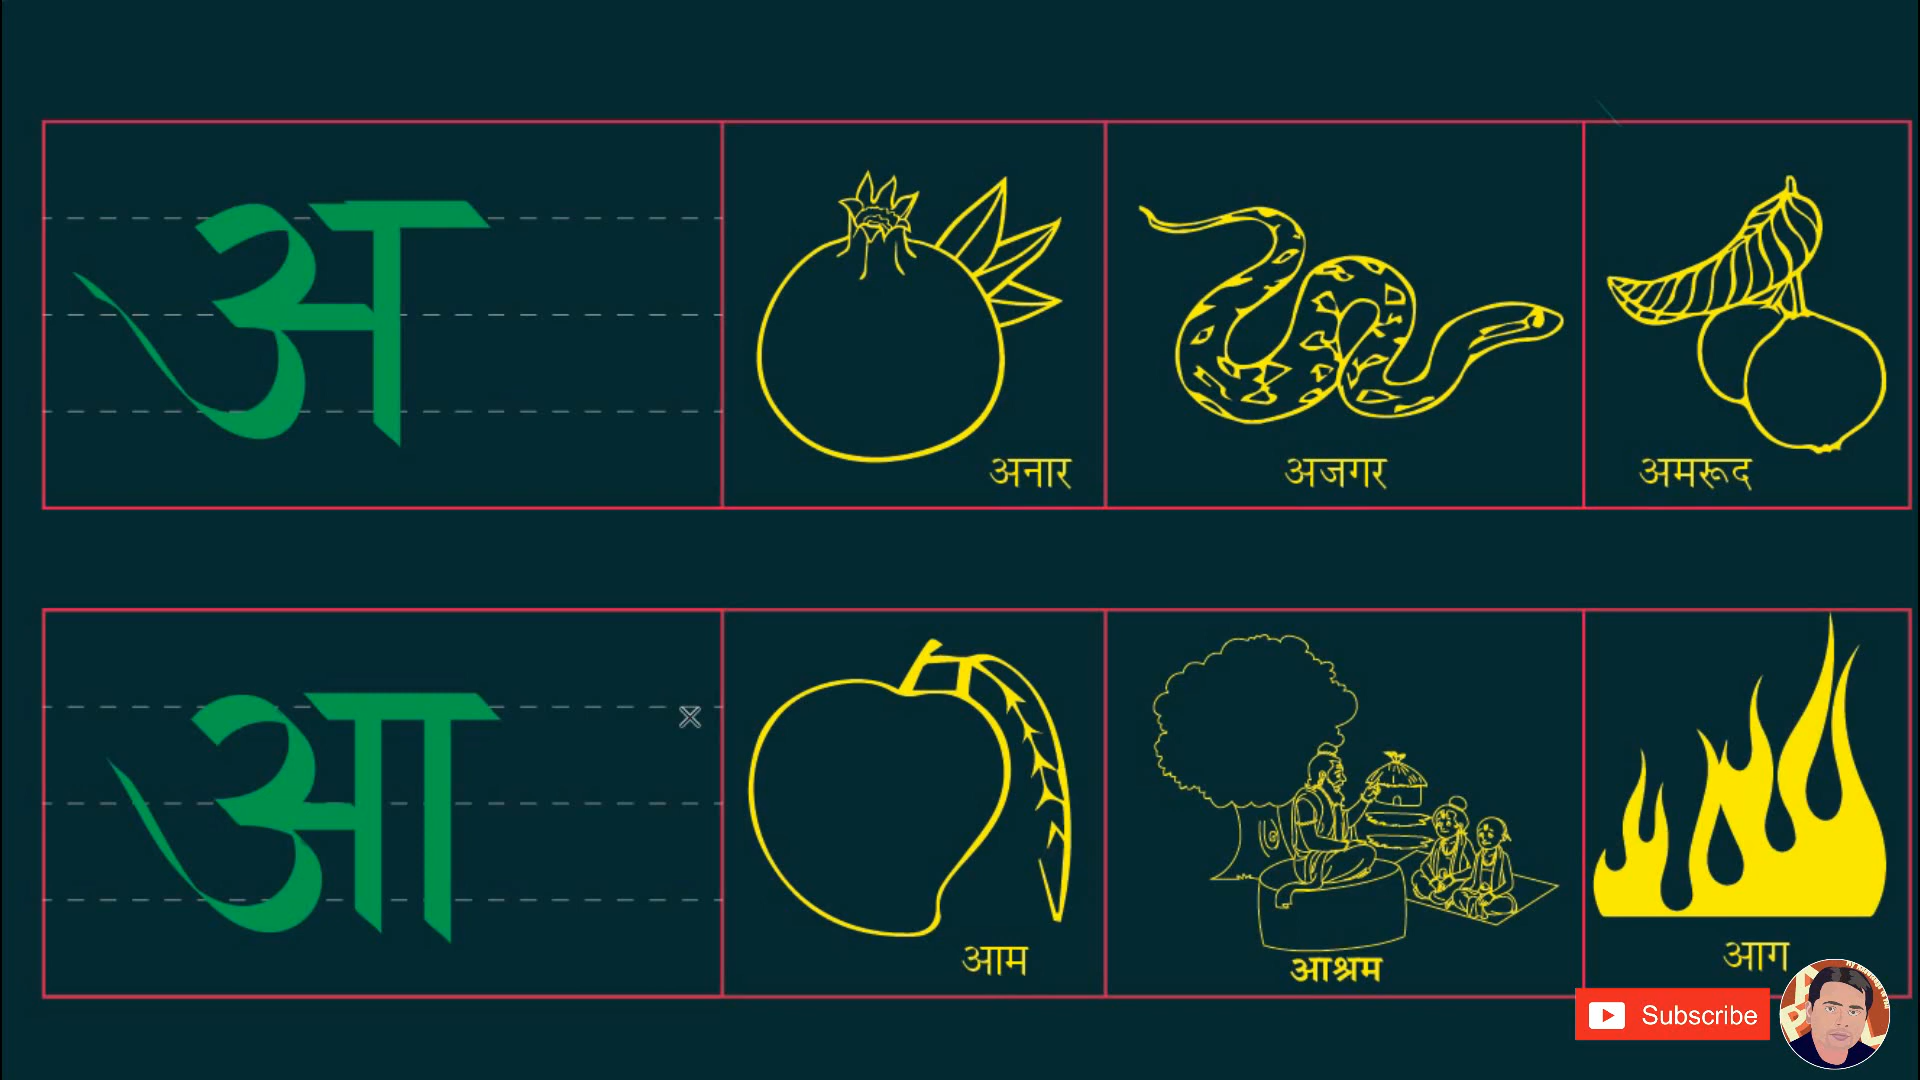 अ
अनार
अजगर
अमरूद
आ
आम
आश्रम
आग
Subscribe